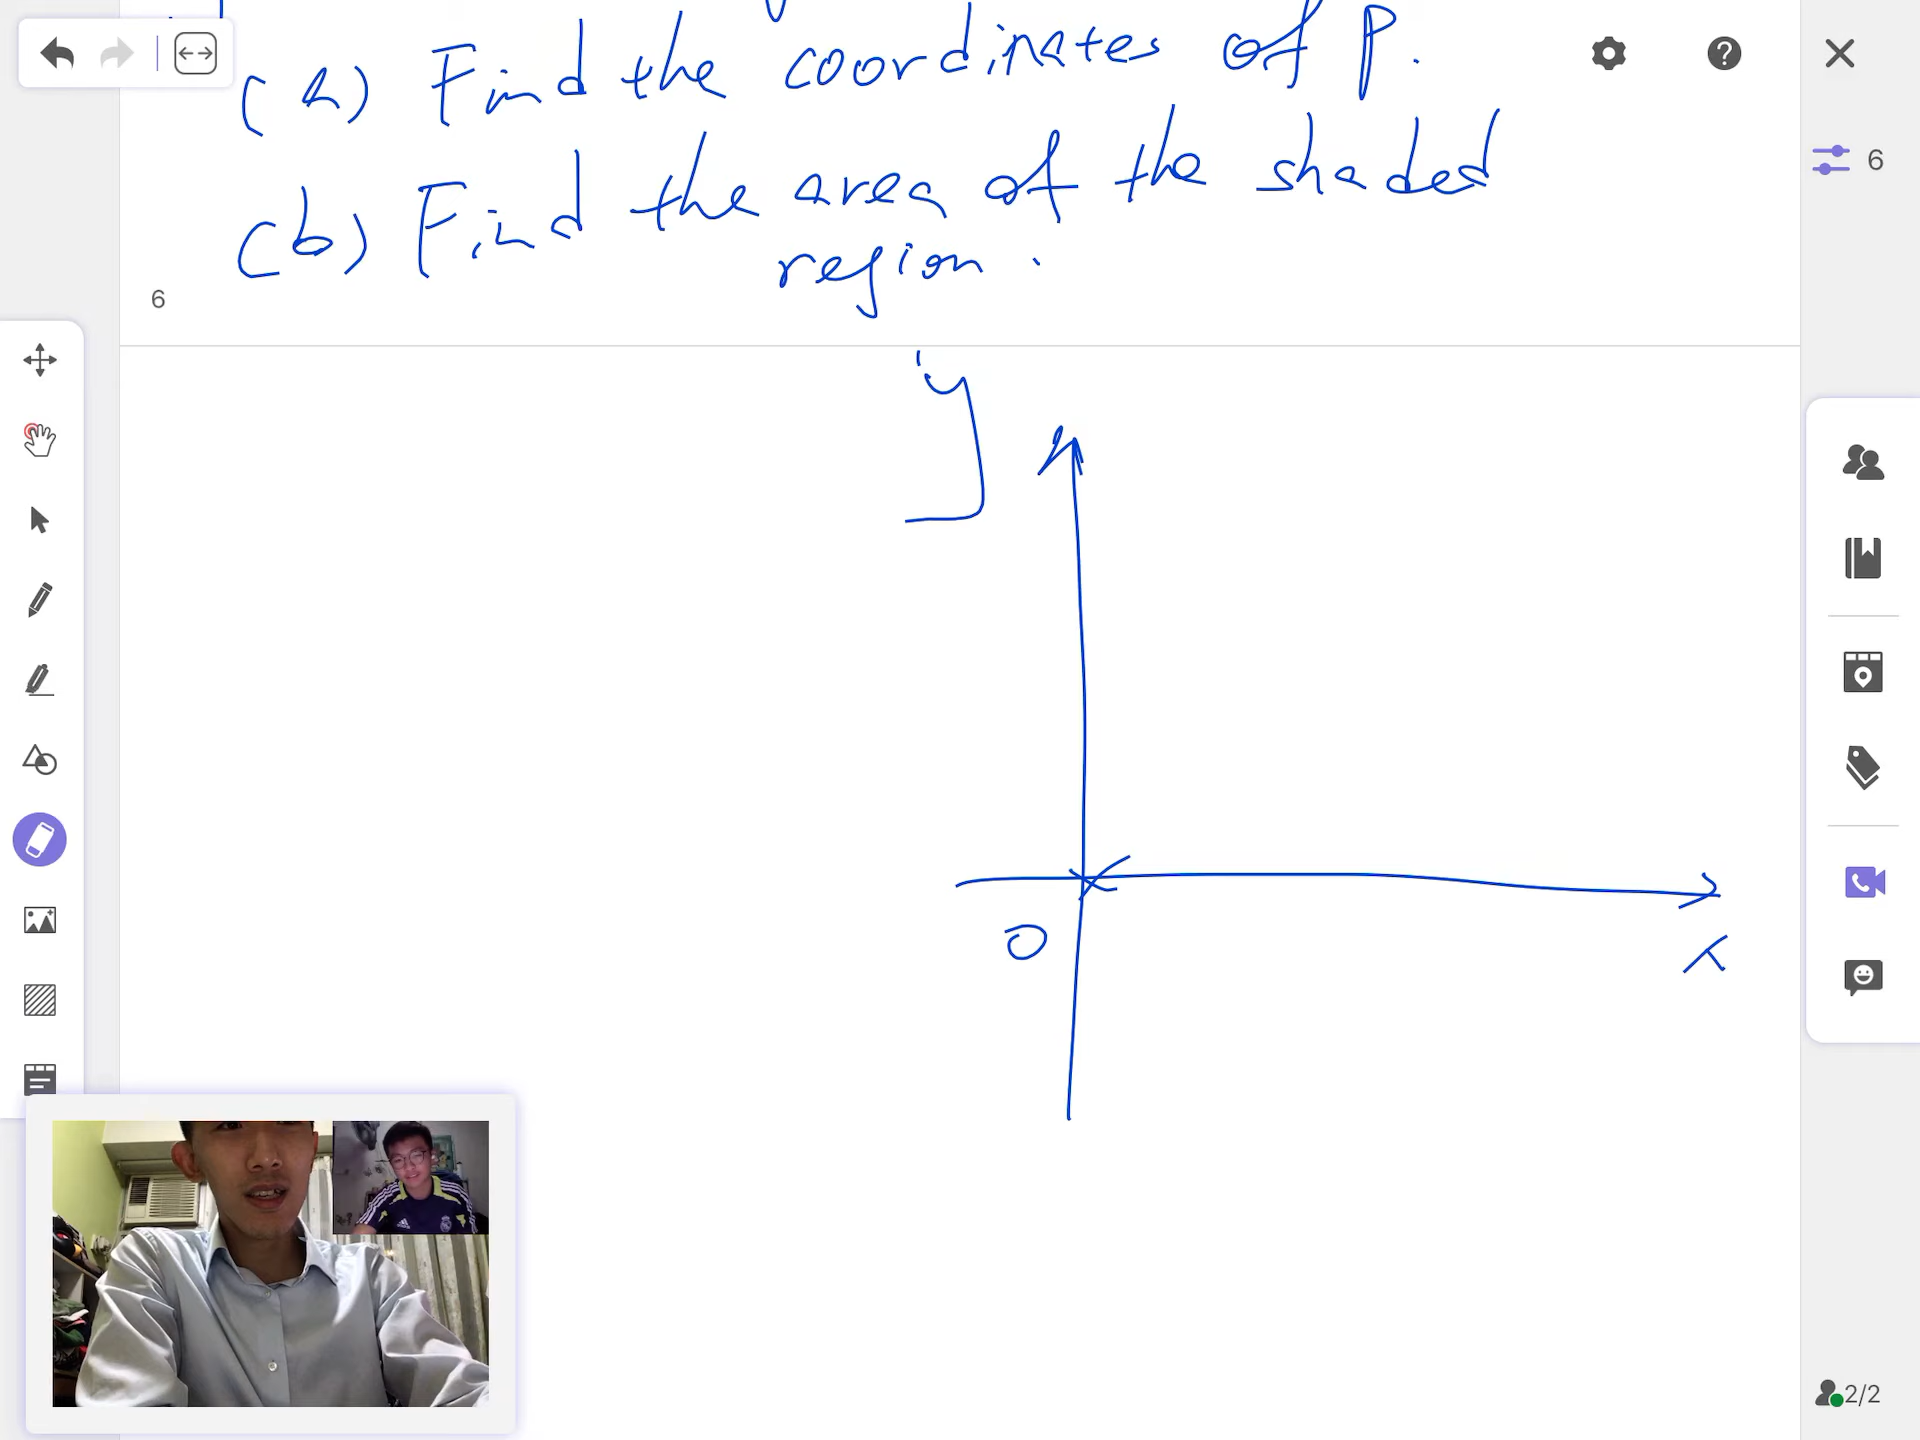 (a) Find the coordinates of P.
(b) Find the area of the shaded
region.
6
6
y
O
x
2/2